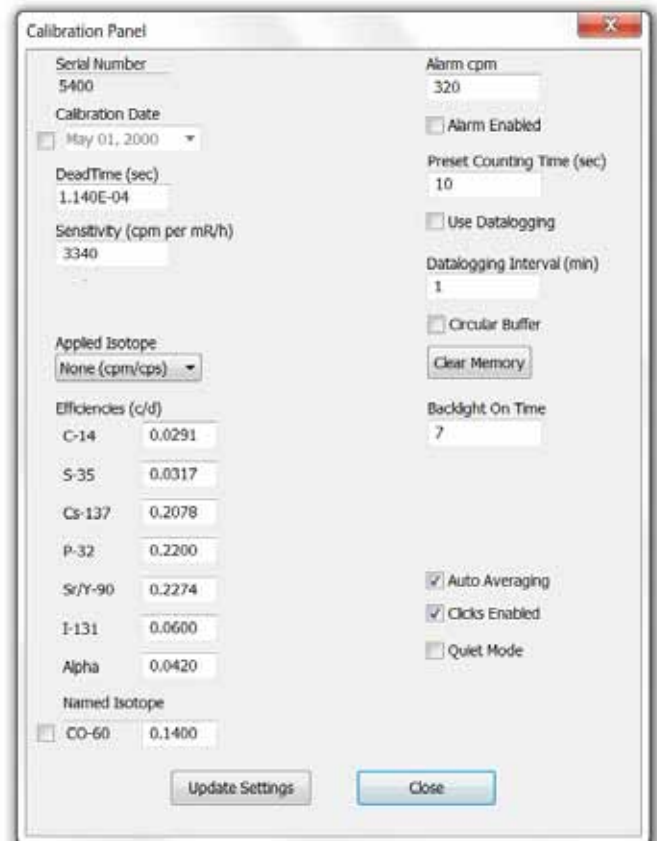 Calibration Panel
Serial Number
5400
Calibration Date
May 01, 2000
DeadTime (sec)
1.140E-04
Sensitivity (cpm per mR/h)
3340
Applied Isotope
None (cpm/cps)
Efficiencies (c/d)
C-14 0.0291
S-35 0.0317
Cs-137 0.2078
P-32 0.2200
Sr/Y-90 0.2274
I-131 0.0600
Alpha 0.0420
Named Isotope
CO-60 0.1400
Alarm cpm
320
Alarm Enabled
Preset Counting Time (sec)
10
Use Datalogging
Datalogging Interval (min)
1
Circular Buffer
Clear Memory
Backlight On Time
7
Auto Averaging
Clicks Enabled
Quiet Mode
Update Settings
Close